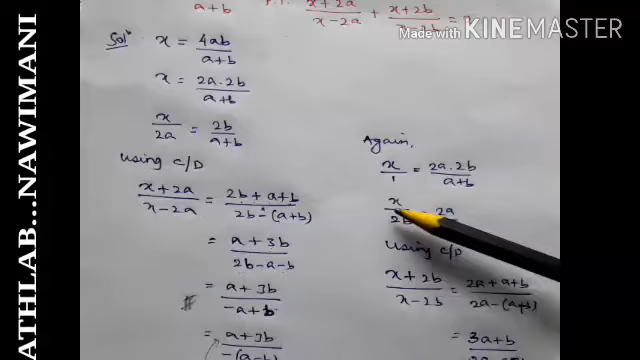 a+b
x+2a / x-2a + x+2b
Made with KINEMASTER
Solⁿ x = 4ab / a+b
x = 2a·2b / a+b
x / 2a = 2b / a+b
Using C/D
x+2a / x-2a = 2b+a+b / 2b-(a+b)
= a+3b / 2b-a-b
= a+3b / -a+b
#
= a+3b / -(a-b)
Again,
x / 1 = 2a·2b / a+b
x / 2b 2a
Using C/D
x+2b / x-2b = 2a+a+b / 2a-(a+b)
= 3a+b
ATHLAB...NAWIMANI